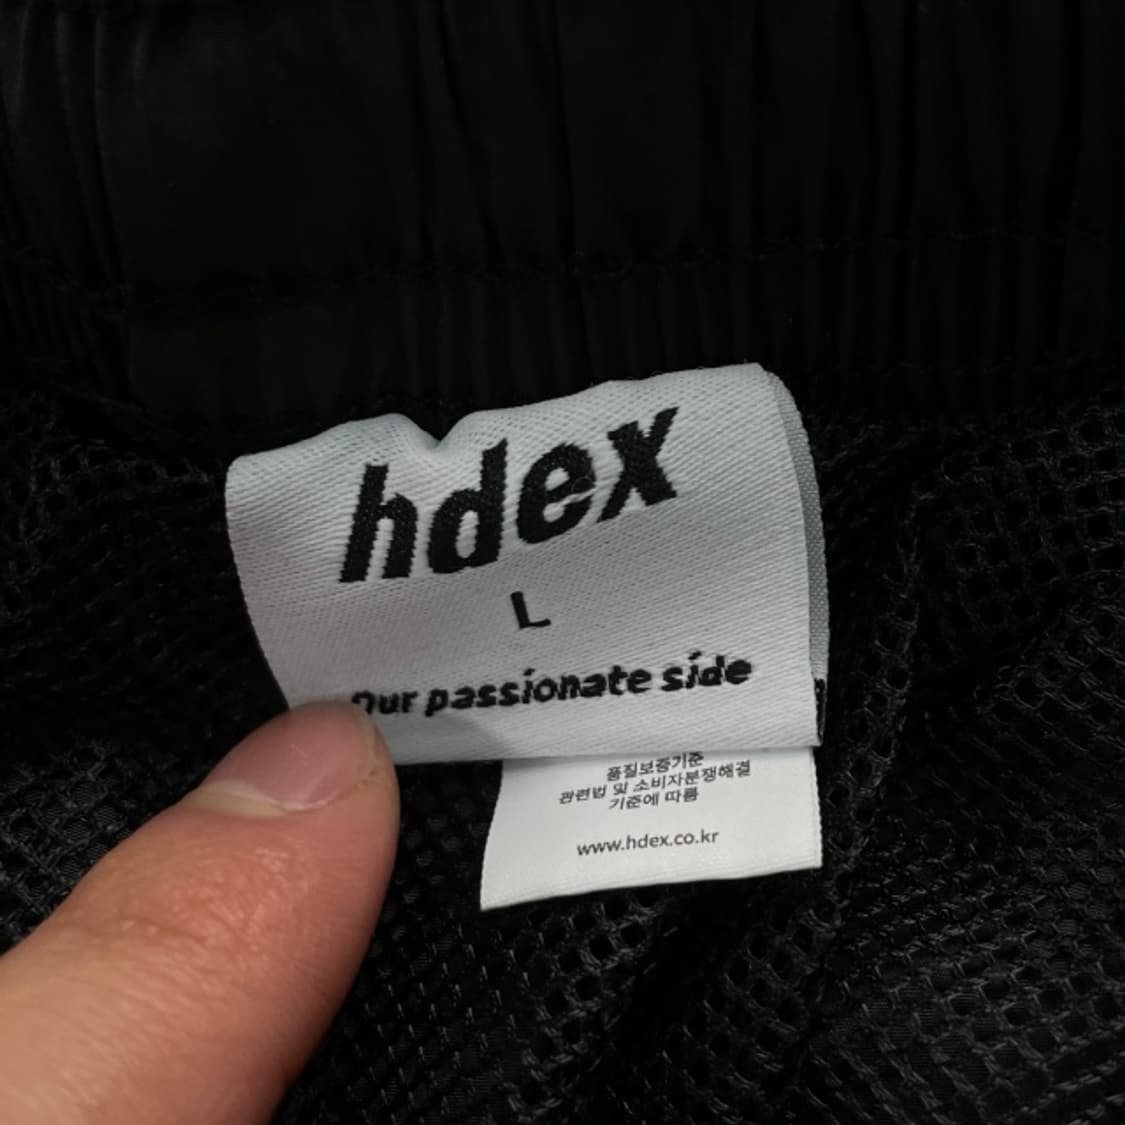 hdex
L
our passionate side
품질보증기준
관련법 및 소비자분쟁해결
기준에 따름
www.hdex.co.kr